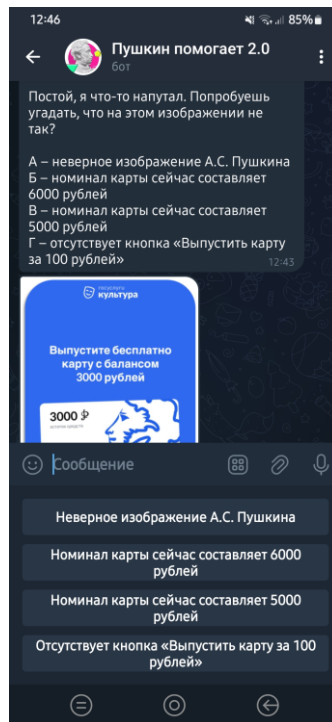 12:46
85%
Пушкин помогает 2.0
бот
Постой, я что-то напутал. Попробуешь
угадать, что на этом изображении не
так?
А – неверное изображение А.С. Пушкина
Б – номинал карты сейчас составляет
6000 рублей
В – номинал карты сейчас составляет
5000 рублей
Г – отсутствует кнопка «Выпустить карту
за 100 рублей»
12:43
культура
Выпустите бесплатно
карту с балансом
3000 рублей
3000 ₽
Сообщение
Неверное изображение А.С. Пушкина
Номинал карты сейчас составляет 6000
рублей
Номинал карты сейчас составляет 5000
рублей
Отсутствует кнопка «Выпустить карту за 100
рублей»